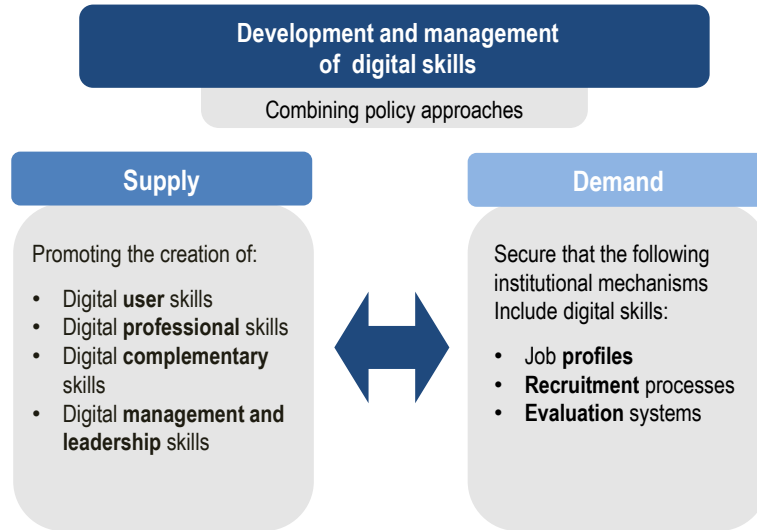 Development and management
of digital skills
Combining policy approaches
Supply
Promoting the creation of:
• Digital user skills
• Digital professional skills
• Digital complementary
skills
• Digital management and
leadership skills
Demand
Secure that the following
institutional mechanisms
Include digital skills:
• Job profiles
• Recruitment processes
• Evaluation systems